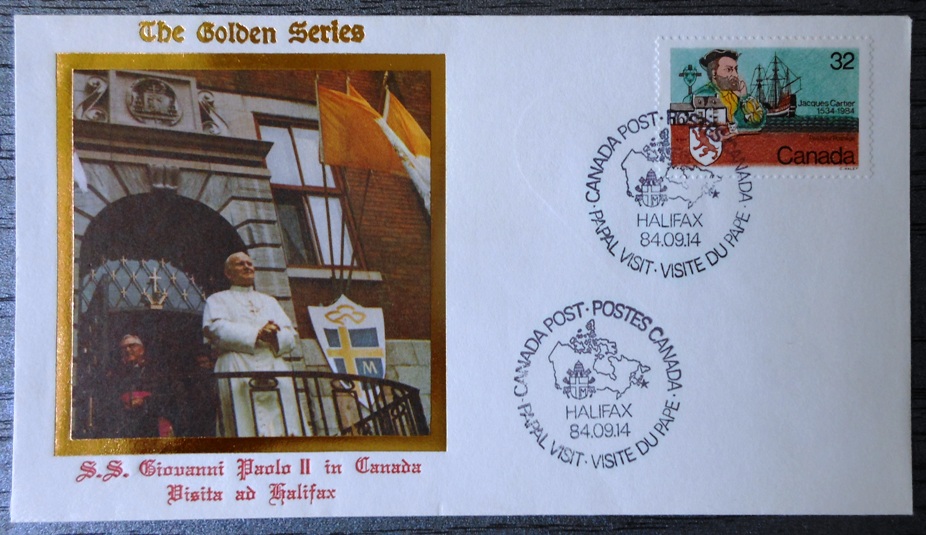 The Golden Series
32
Jacques Cartier
1534-1984
Canada
CANADA POST · POSTES CANADA
HALIFAX
84.09.14
PAPAL VISIT · VISITE DU PAPE
CANADA POST · POSTES CANADA
HALIFAX
84.09.14
PAPAL VISIT · VISITE DU PAPE
M
S.S. Giovanni Paolo II in Canada
Visita ad Halifax